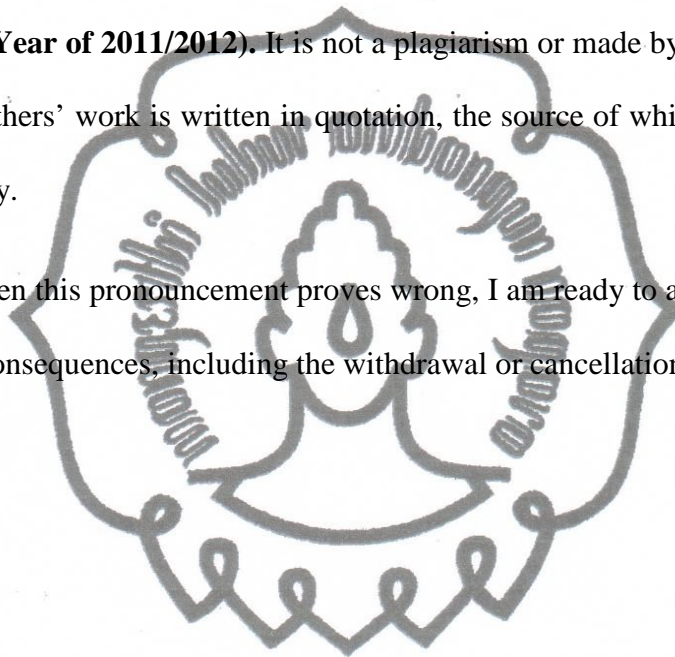 Year of 2011/2012). It is not a plagiarism or made by
thers’ work is written in quotation, the source of whi
y.
en this pronouncement proves wrong, I am ready to a
onsequences, including the withdrawal or cancellation